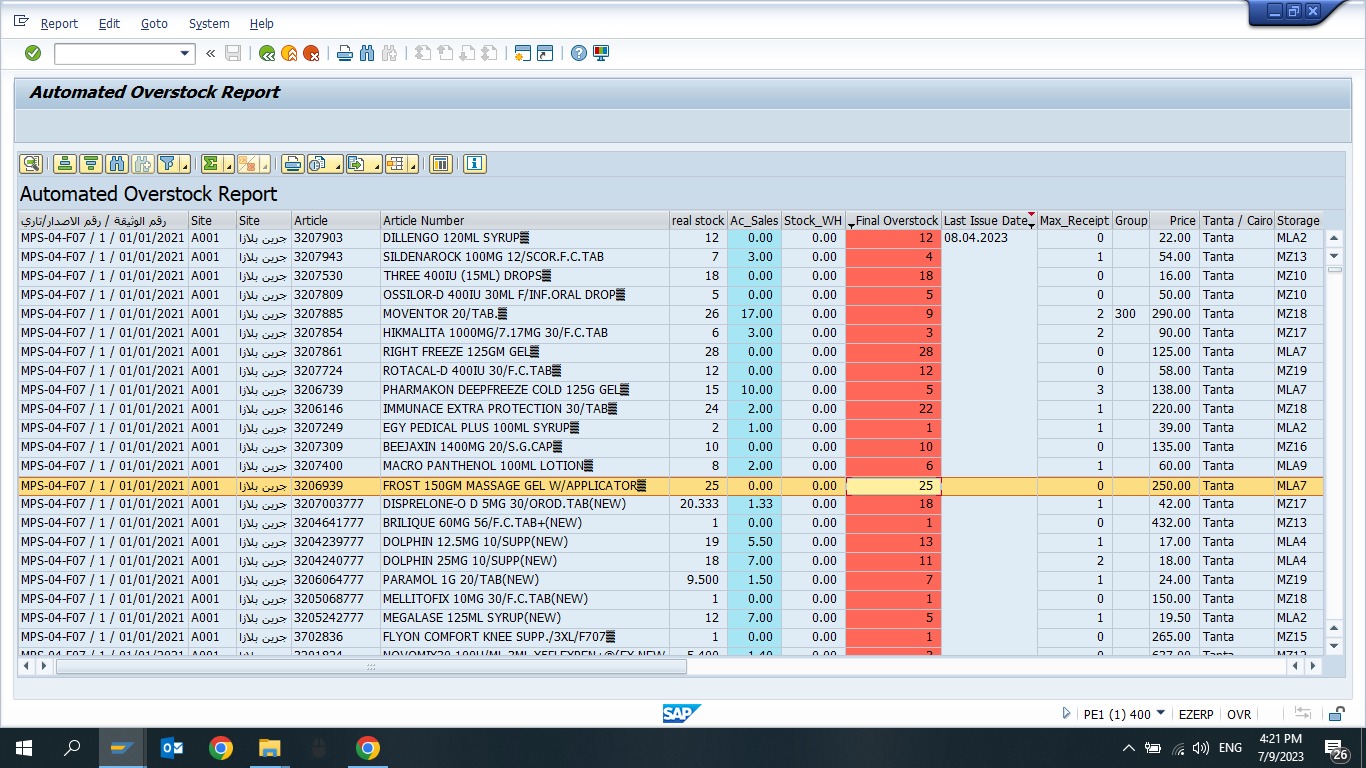 Report Edit Goto System Help
Automated Overstock Report
Automated Overstock Report
رقم الوثيقة / رقم الاصدار/تاري Site Site Article Article Number real stock Ac_Sales Stock_WH Final Overstock Last Issue Date Max_Receipt Group Price Tanta / Cairo Storage
MPS-04-F07 / 1 / 01/01/2021 A001 جرين بلازا 3207903 DILLENGO 120ML SYRUP 12 0.00 0.00 12 08.04.2023 0 22.00 Tanta MLA2
MPS-04-F07 / 1 / 01/01/2021 A001 جرين بلازا 3207943 SILDENAROCK 100MG 12/SCOR.F.C.TAB 7 3.00 0.00 4 1 54.00 Tanta MZ13
MPS-04-F07 / 1 / 01/01/2021 A001 جرين بلازا 3207530 THREE 400IU (15ML) DROPS 18 0.00 0.00 18 0 16.00 Tanta MZ10
MPS-04-F07 / 1 / 01/01/2021 A001 جرين بلازا 3207809 OSSILOR-D 400IU 30ML F/INF.ORAL DROP 5 0.00 0.00 5 0 50.00 Tanta MZ10
MPS-04-F07 / 1 / 01/01/2021 A001 جرين بلازا 3207885 MOVENTOR 20/TAB. 26 17.00 0.00 9 2 300 290.00 Tanta MZ18
MPS-04-F07 / 1 / 01/01/2021 A001 جرين بلازا 3207854 HIKMALITA 1000MG/7.17MG 30/F.C.TAB 6 3.00 0.00 3 2 90.00 Tanta MZ17
MPS-04-F07 / 1 / 01/01/2021 A001 جرين بلازا 3207861 RIGHT FREEZE 125GM GEL 28 0.00 0.00 28 0 125.00 Tanta MLA7
MPS-04-F07 / 1 / 01/01/2021 A001 جرين بلازا 3207724 ROTACAL-D 400IU 30/F.C.TAB 12 0.00 0.00 12 0 58.00 Tanta MZ19
MPS-04-F07 / 1 / 01/01/2021 A001 جرين بلازا 3206739 PHARMAKON DEEPFREEZE COLD 125G GEL 15 10.00 0.00 5 3 138.00 Tanta MLA7
MPS-04-F07 / 1 / 01/01/2021 A001 جرين بلازا 3206146 IMMUNACE EXTRA PROTECTION 30/TAB 24 2.00 0.00 22 1 220.00 Tanta MZ18
MPS-04-F07 / 1 / 01/01/2021 A001 جرين بلازا 3207249 EGY PEDICAL PLUS 100ML SYRUP 2 1.00 0.00 1 1 39.00 Tanta MLA2
MPS-04-F07 / 1 / 01/01/2021 A001 جرين بلازا 3207309 BEEJAXIN 1400MG 20/S.G.CAP 10 0.00 0.00 10 0 135.00 Tanta MZ16
MPS-04-F07 / 1 / 01/01/2021 A001 جرين بلازا 3207400 MACRO PANTHENOL 100ML LOTION 8 2.00 0.00 6 1 60.00 Tanta MLA9
MPS-04-F07 / 1 / 01/01/2021 A001 جرين بلازا 3206939 FROST 150GM MASSAGE GEL W/APPLICATOR 25 0.00 0.00 25 0 250.00 Tanta MLA7
MPS-04-F07 / 1 / 01/01/2021 A001 جرين بلازا 3207003777 DISPRELONE-O D 5MG 30/OROD.TAB(NEW) 20.333 1.33 0.00 18 1 42.00 Tanta MZ17
MPS-04-F07 / 1 / 01/01/2021 A001 جرين بلازا 3204641777 BRILIQUE 60MG 56/F.C.TAB+(NEW) 1 0.00 0.00 1 0 432.00 Tanta MZ13
MPS-04-F07 / 1 / 01/01/2021 A001 جرين بلازا 3204239777 DOLPHIN 12.5MG 10/SUPP(NEW) 19 5.50 0.00 13 1 17.00 Tanta MLA4
MPS-04-F07 / 1 / 01/01/2021 A001 جرين بلازا 3204240777 DOLPHIN 25MG 10/SUPP(NEW) 18 7.00 0.00 11 2 18.00 Tanta MLA4
MPS-04-F07 / 1 / 01/01/2021 A001 جرين بلازا 3206064777 PARAMOL 1G 20/TAB(NEW) 9.500 1.50 0.00 7 1 24.00 Tanta MZ19
MPS-04-F07 / 1 / 01/01/2021 A001 جرين بلازا 3205068777 MELLITOFIX 10MG 30/F.C.TAB(NEW) 1 0.00 0.00 1 0 150.00 Tanta MZ18
MPS-04-F07 / 1 / 01/01/2021 A001 جرين بلازا 3205242777 MEGALASE 125ML SYRUP(NEW) 12 7.00 0.00 5 1 19.50 Tanta MLA2
MPS-04-F07 / 1 / 01/01/2021 A001 جرين بلازا 3702836 FLYON COMFORT KNEE SUPP./3XL/F707 1 0.00 0.00 1 0 265.00 Tanta MZ15
SAP PE1 (1) 400 EZERP OVR
ENG 4:21 PM
7/9/2023 26